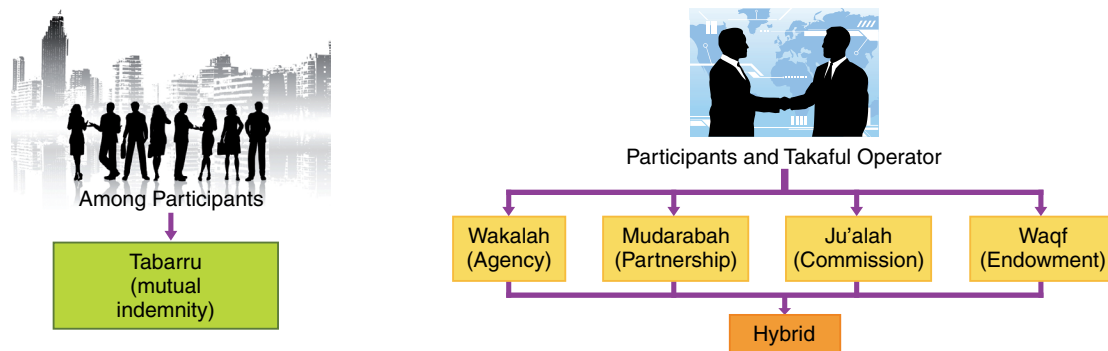 Among Participants
Tabarru
(mutual
indemnity)
Participants and Takaful Operator
Wakalah
(Agency)
Mudarabah
(Partnership)
Ju’alah
(Commission)
Waqf
(Endowment)
Hybrid